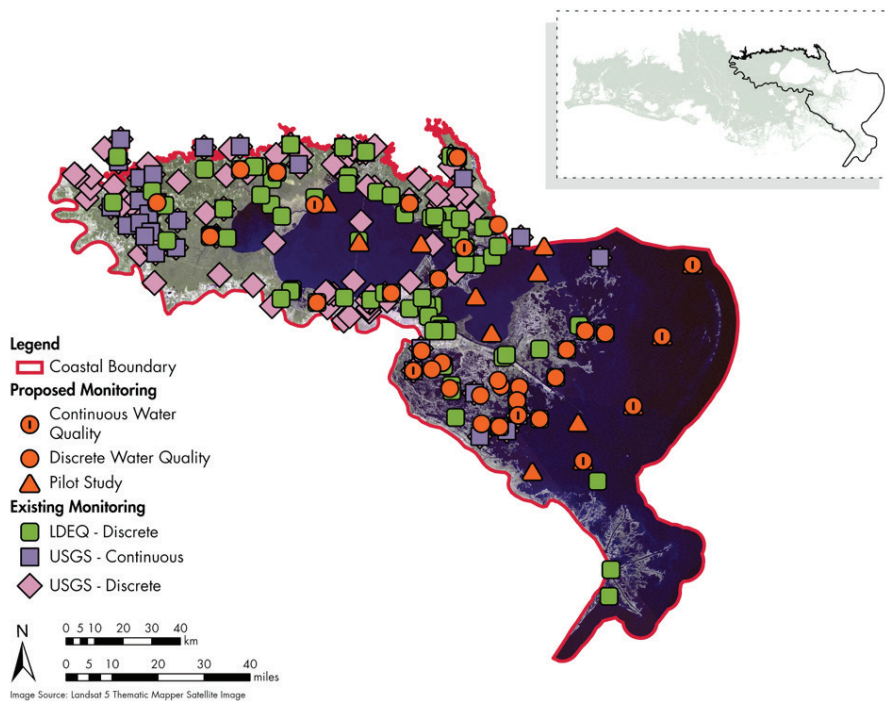 Legend
Coastal Boundary
Proposed Monitoring
Continuous Water
Quality
Discrete Water Quality
Pilot Study
Existing Monitoring
LDEQ - Discrete
USGS - Continuous
USGS - Discrete
N
0 5 10 20 30 40
km
0 5 10 20 30 40
miles
Image Source: Landsat 5 Thematic Mapper Satellite Image